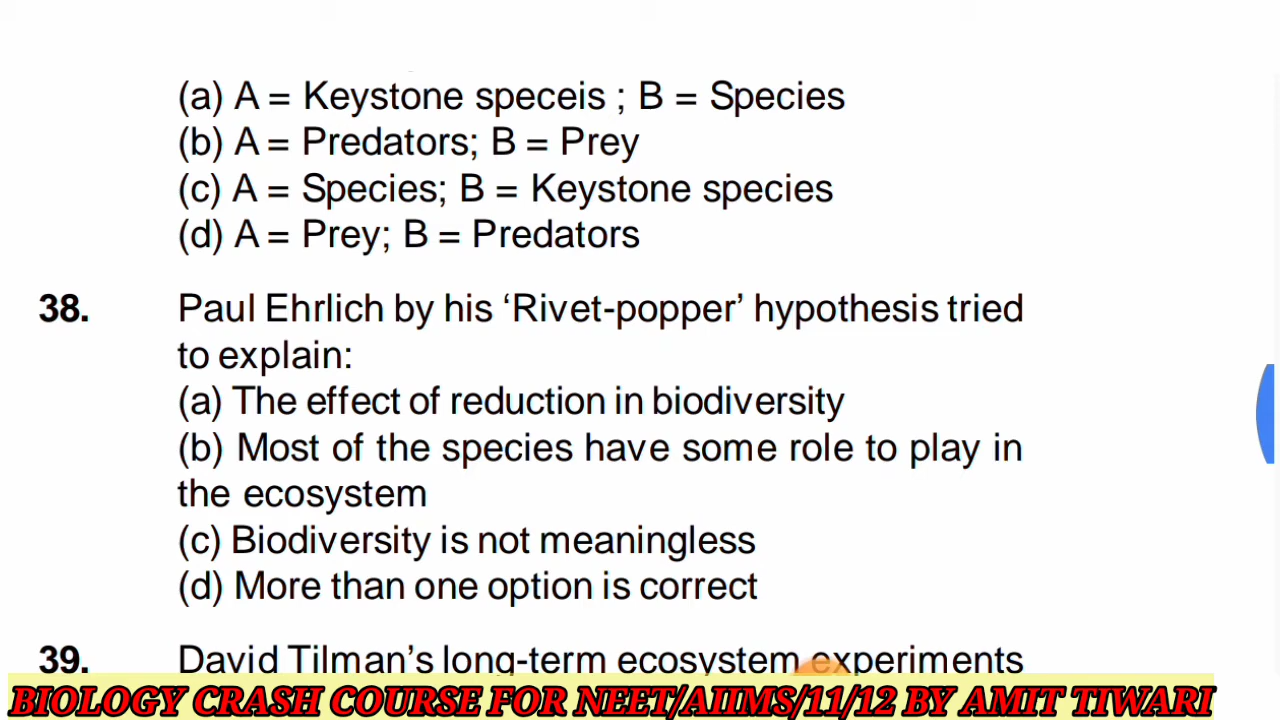 (a) A = Keystone speceis ; B = Species
(b) A = Predators; B = Prey
(c) A = Species; B = Keystone species
(d) A = Prey; B = Predators
38. Paul Ehrlich by his ‘Rivet-popper’ hypothesis tried
to explain:
(a) The effect of reduction in biodiversity
(b) Most of the species have some role to play in
the ecosystem
(c) Biodiversity is not meaningless
(d) More than one option is correct
39. David Tilman’s long-term ecosystem experiments
BIOLOGY CRASH COURSE FOR NEET/AIIMS/11/12 BY AMIT TIWARI